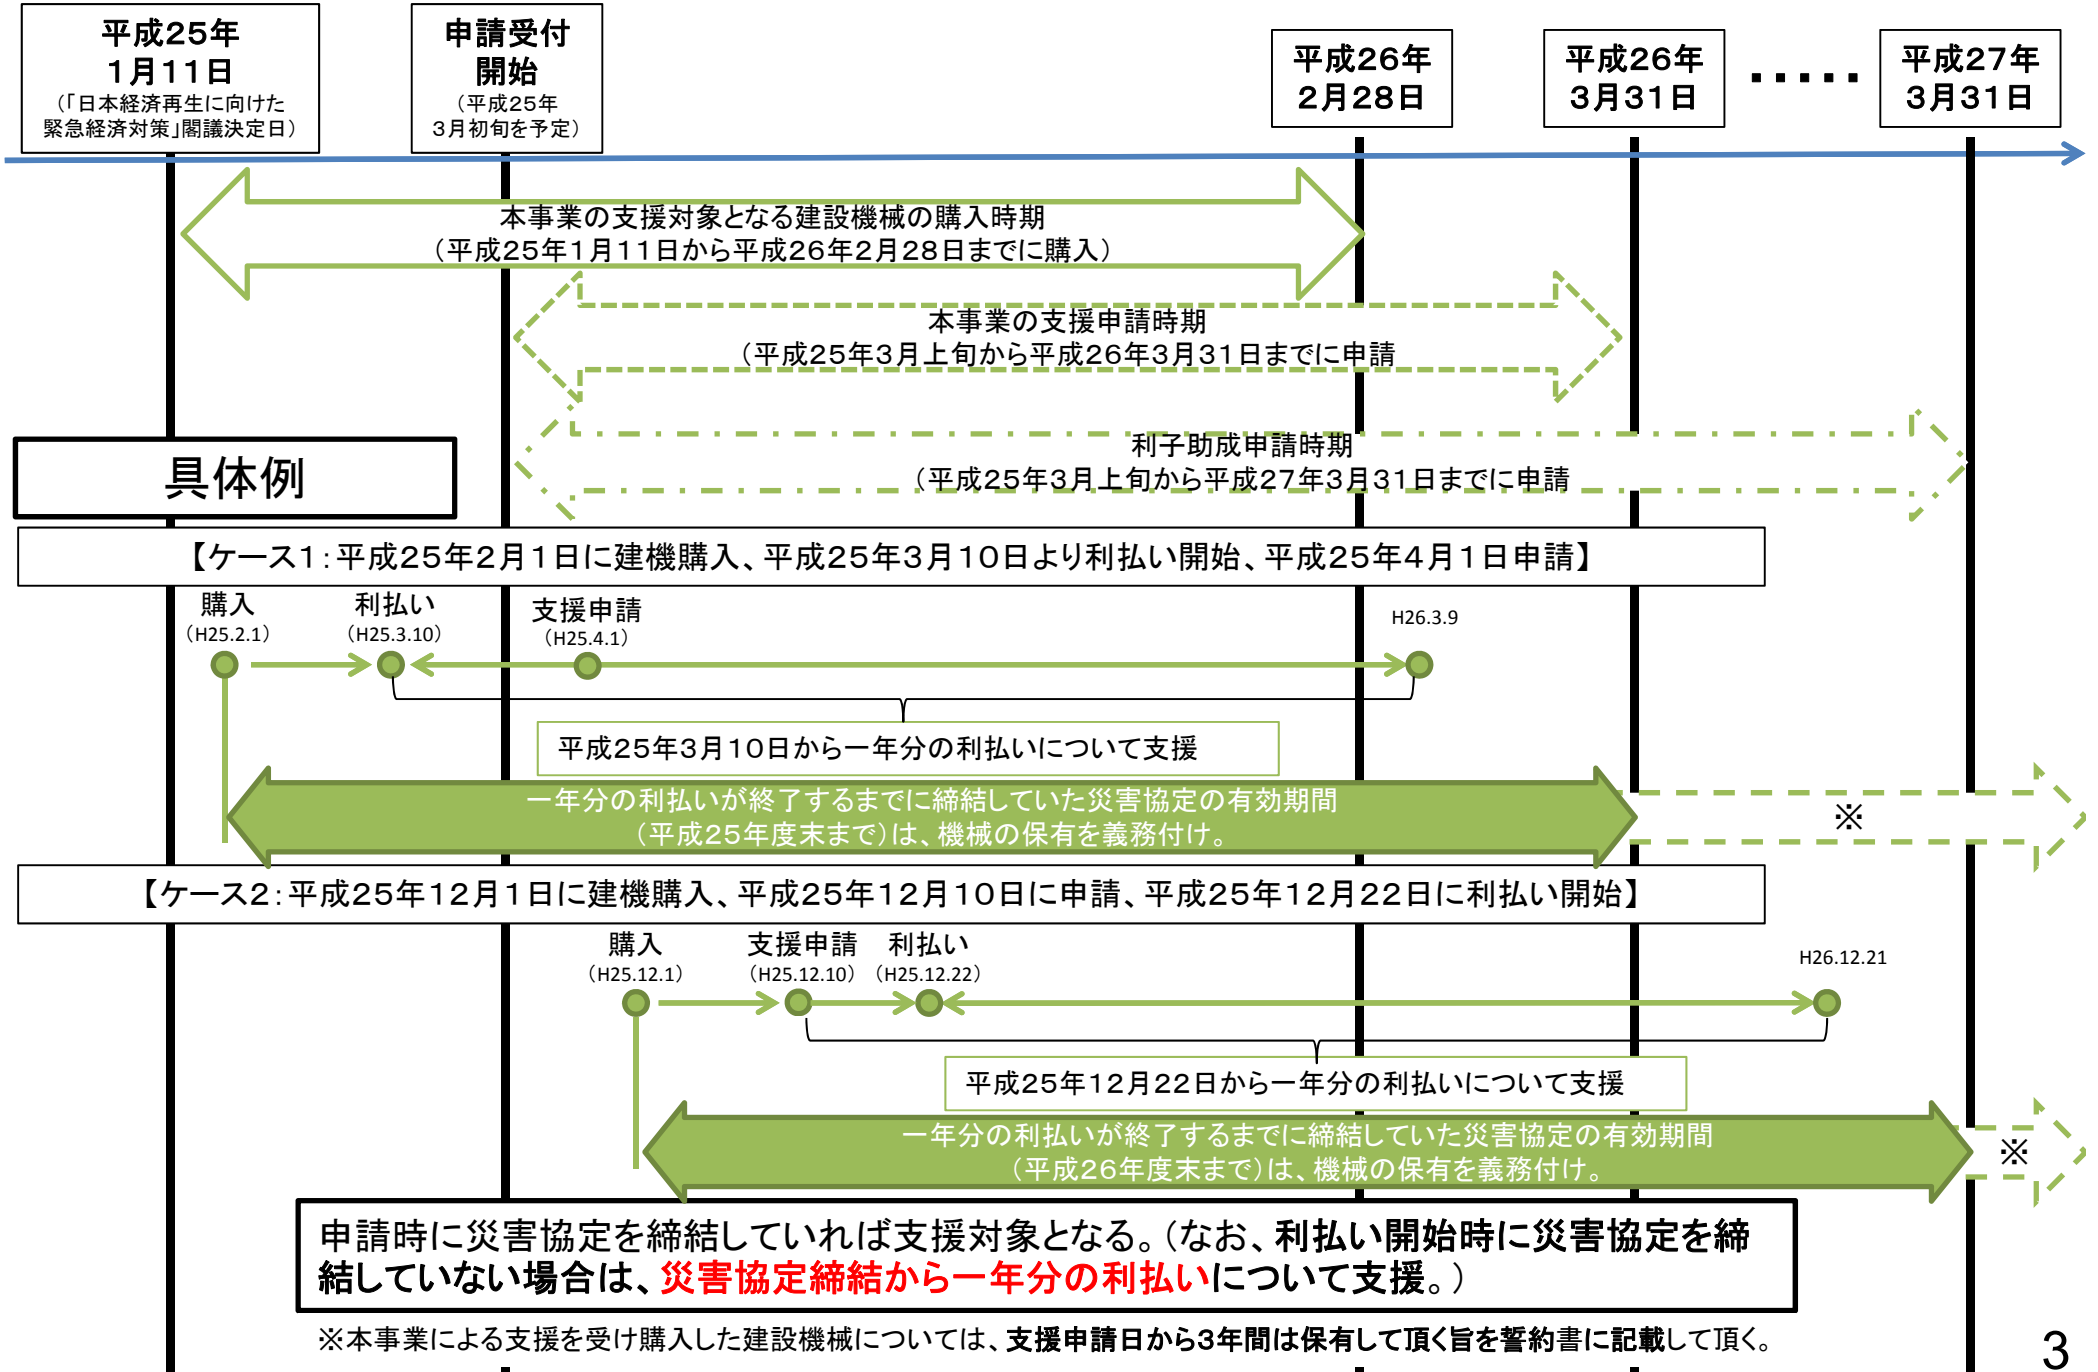 平成25年
1月11日
(「日本経済再生に向けた
緊急経済対策」閣議決定日)
申請受付
開始
(平成25年
3月初旬を予定)
平成26年
2月28日
平成26年
3月31日
・・・・・
平成27年
3月31日
本事業の支援対象となる建設機械の購入時期
(平成25年1月11日から平成26年2月28日までに購入)
本事業の支援申請時期
(平成25年3月上旬から平成26年3月31日までに申請
利子助成申請時期
(平成25年3月上旬から平成27年3月31日までに申請
具体例
【ケース1:平成25年2月1日に建機購入、平成25年3月10日より利払い開始、平成25年4月1日申請】
購入
(H25.2.1)
利払い
(H25.3.10)
支援申請
(H25.4.1)
H26.3.9
平成25年3月10日から一年分の利払いについて支援
一年分の利払いが終了するまでに締結していた災害協定の有効期間
(平成25年度末まで)は、機械の保有を義務付け。
※
【ケース2:平成25年12月1日に建機購入、平成25年12月10日に申請、平成25年12月22日に利払い開始】
購入
(H25.12.1)
支援申請
(H25.12.10)
利払い
(H25.12.22)
H26.12.21
平成25年12月22日から一年分の利払いについて支援
一年分の利払いが終了するまでに締結していた災害協定の有効期間
(平成26年度末まで)は、機械の保有を義務付け。
※
申請時に災害協定を締結していれば支援対象となる。(なお、利払い開始時に災害協定を締
結していない場合は、災害協定締結から一年分の利払いについて支援。)
※本事業による支援を受け購入した建設機械については、支援申請日から3年間は保有して頂く旨を誓約書に記載して頂く。
3